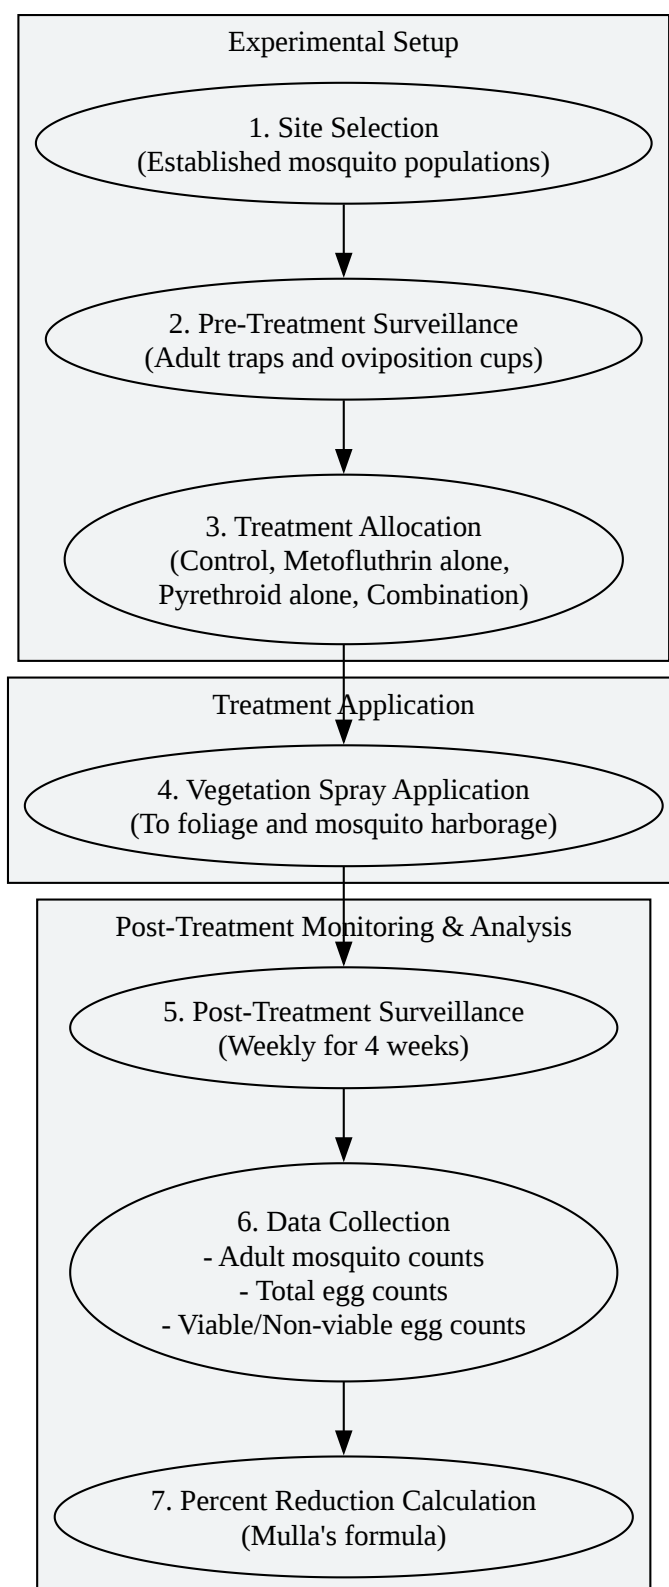 Experimental Setup
1. Site Selection
(Established mosquito populations)
2. Pre-Treatment Surveillance
(Adult traps and oviposition cups)
3. Treatment Allocation
(Control, Metofluthrin alone,
Pyrethroid alone, Combination)
Treatment Application
4. Vegetation Spray Application
(To foliage and mosquito harborage)
Post-Treatment Monitoring & Analysis
5. Post-Treatment Surveillance
(Weekly for 4 weeks)
6. Data Collection
- Adult mosquito counts
- Total egg counts
- Viable/Non-viable egg counts
7. Percent Reduction Calculation
(Mulla's formula)